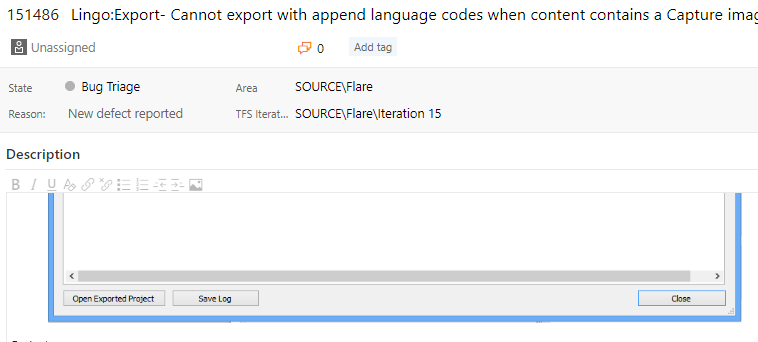 151486 Lingo:Export- Cannot export with append language codes when content contains a Capture
Unassigned 0 Add tag
State Bug Triage Area SOURCE\Flare
Reason: New defect reported TFS Iterat... SOURCE\Flare\Iteration 15
Description
B I U
Open Exported Project Save Log Close